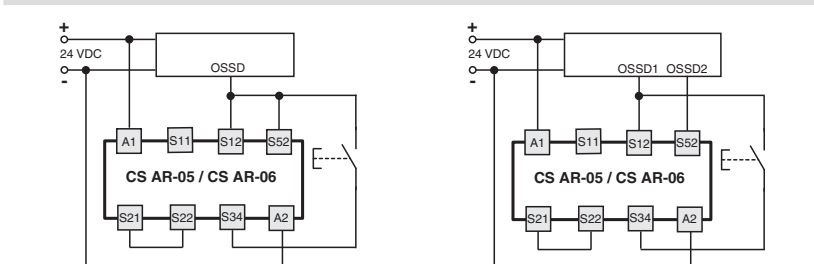 +
24 VDC
-
OSSD
A1 S11 S12 S52
CS AR-05 / CS AR-06
S21 S22 S34 A2
+
24 VDC
-
OSSD1 OSSD2
A1 S11 S12 S52
CS AR-05 / CS AR-06
S21 S22 S34 A2